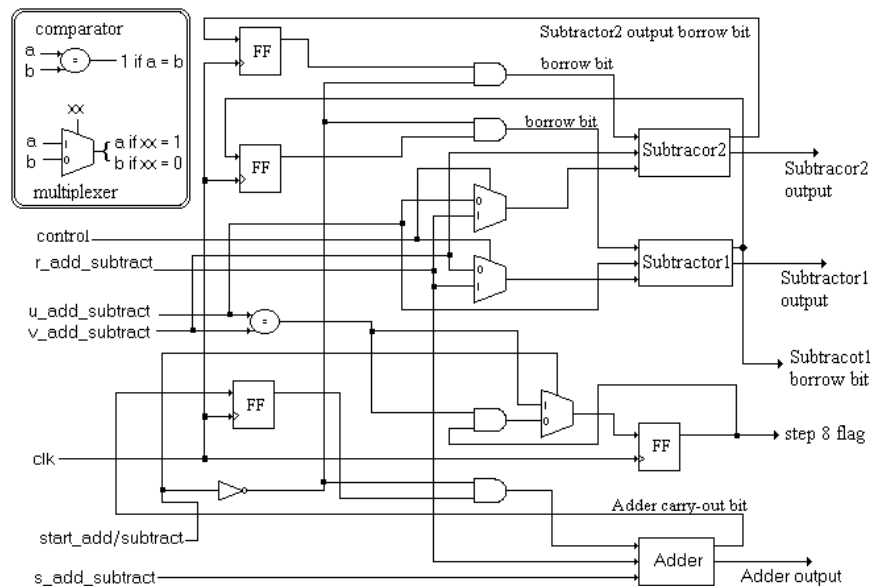 comparator
a
b
=
1 if a = b
xx
a
b
1
0
a if xx = 1
b if xx = 0
multiplexer
FF
Subtractor2 output borrow bit
borrow bit
borrow bit
FF
Subtracor2
Subtracor2
output
0
1
control
r_add_subtract
0
1
Subtractor1
Subtractor1
output
u_add_subtract
v_add_subtract
=
Subtracot1
borrow bit
FF
1
0
FF
step 8 flag
clk
Adder carry-out bit
start_add/subtract
Adder
s_add_subtract
Adder output